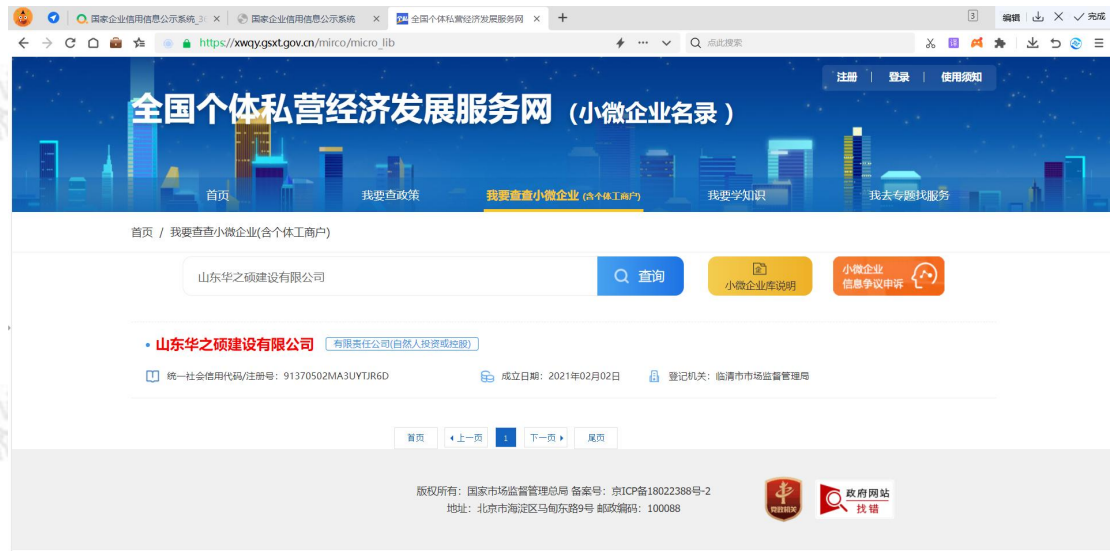 国家企业信用信息公示系统_3 国家企业信用信息公示系统 全国个体私营经济发展服务网 3 编辑 完成
https://xwqy.gsxt.gov.cn/mirco/micro_lib 点此搜索
注册 登录 使用须知
全国个体私营经济发展服务网（小微企业名录）
首页 我要查政策 我要查查小微企业 (含个体工商户) 我要学知识 我去专题找服务
首页 / 我要查查小微企业(含个体工商户)
山东华之硕建设有限公司 查询 小微企业库说明 小微企业
信息争议申诉
山东华之硕建设有限公司 有限责任公司(自然人投资或控股)
统一社会信用代码/注册号：91370502MA3UYTJR6D 成立日期：2021年02月02日 登记机关：临清市市场监督管理局
首页 上一页 1 下一页 尾页
版权所有：国家市场监督管理总局 备案号：京ICP备18022388号-2
地址：北京市海淀区马甸东路9号 邮政编码：100088
党政机关 政府网站
找错